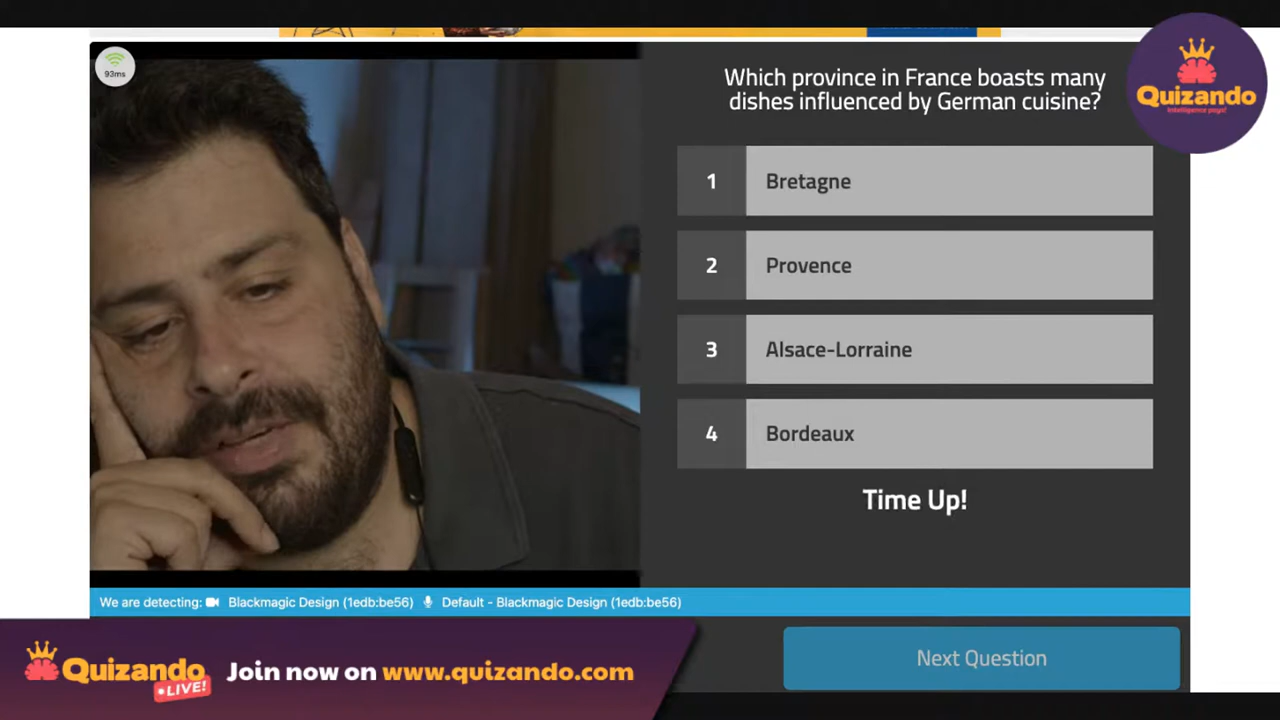 93ms
Which province in France boasts many
dishes influenced by German cuisine?
Quizando
Intelligence pays!
1 Bretagne
2 Provence
3 Alsace-Lorraine
4 Bordeaux
Time Up!
We are detecting: Blackmagic Design (1edb:be56) Default - Blackmagic Design (1edb:be56)
Next Question
Quizando
LIVE!
Join now on www.quizando.com